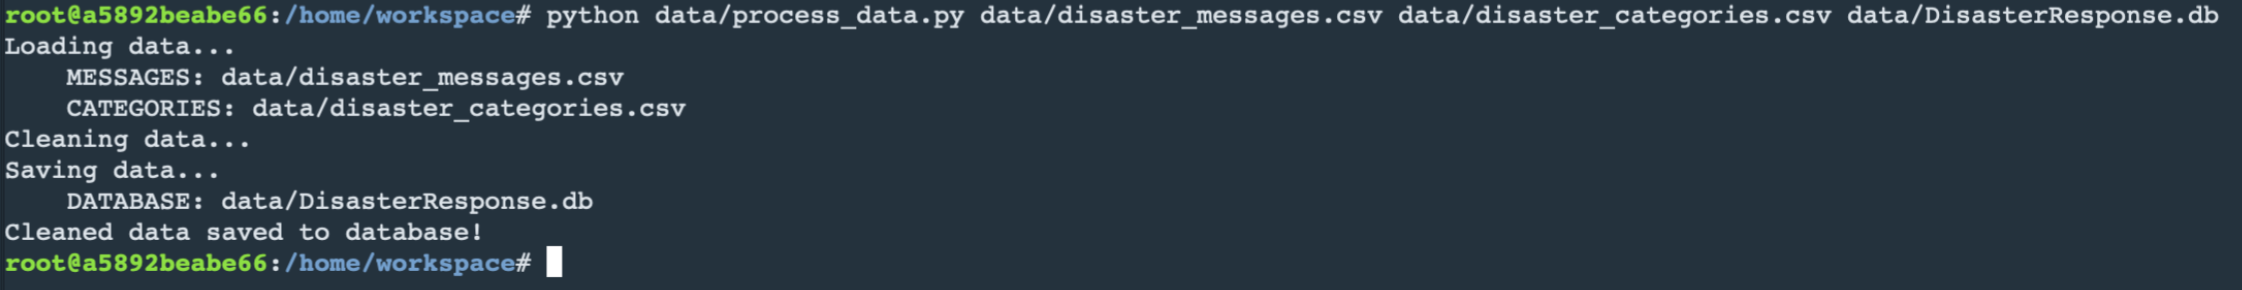 root@a5892beabe66:/home/workspace# python data/process_data.py data/disaster_messages.csv data/disaster_categories.csv data/DisasterResponse.db
Loading data...
    MESSAGES: data/disaster_messages.csv
    CATEGORIES: data/disaster_categories.csv
Cleaning data...
Saving data...
    DATABASE: data/DisasterResponse.db
Cleaned data saved to database!
root@a5892beabe66:/home/workspace#